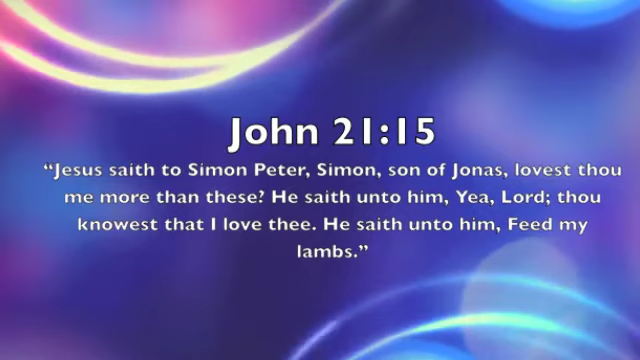 John 21:15
“Jesus saith to Simon Peter, Simon, son of Jonas, lovest thou
me more than these? He saith unto him, Yea, Lord; thou
knowest that I love thee. He saith unto him, Feed my
lambs.”